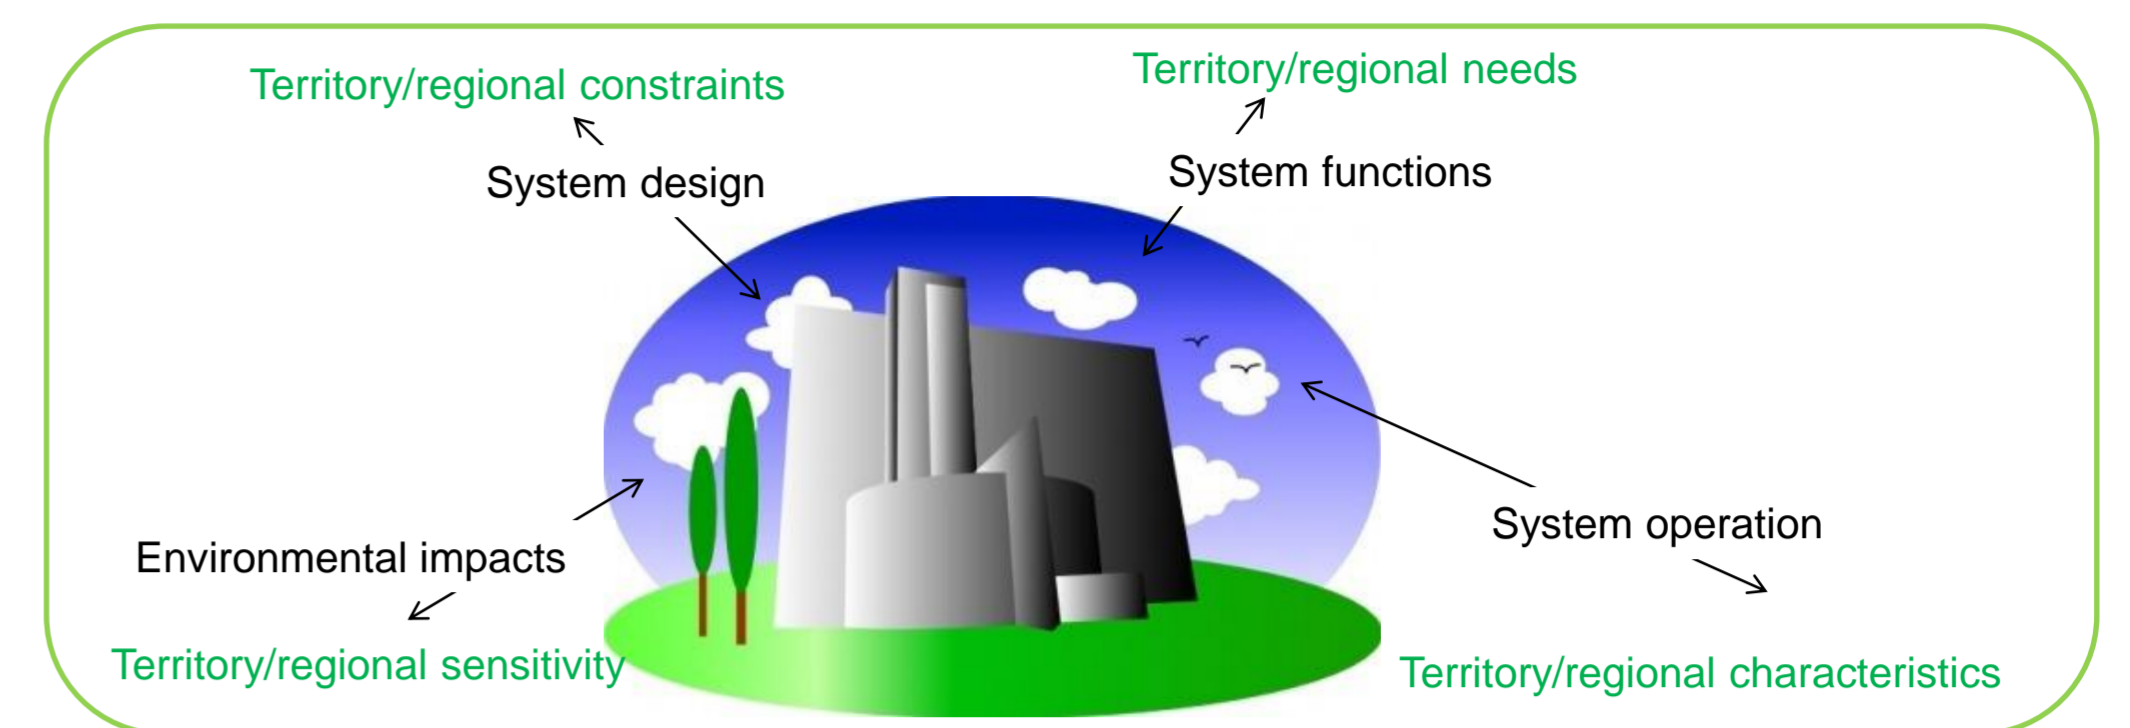 Territory/regional constraints
Territory/regional needs
System design
System functions
System operation
Environmental impacts
Territory/regional sensitivity
Territory/regional characteristics